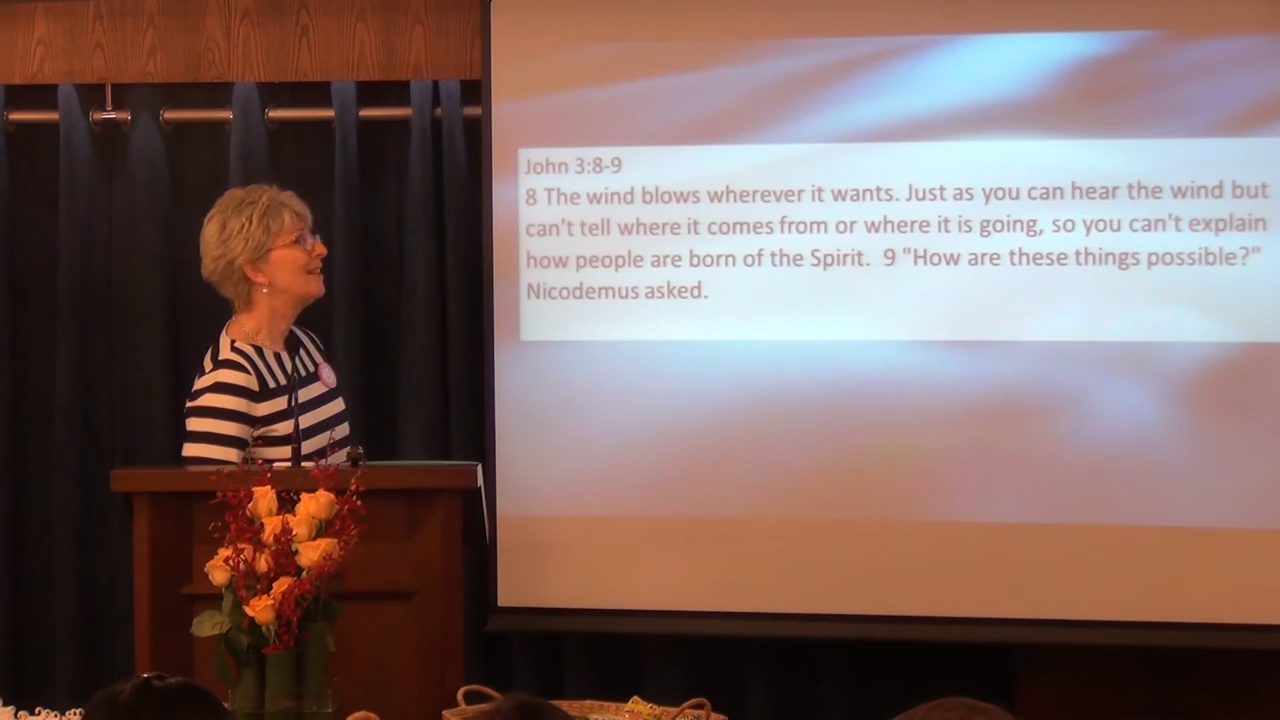 John 3:8-9
8 The wind blows wherever it wants. Just as you can hear the wind but
can't tell where it comes from or where it is going, so you can't explain
how people are born of the Spirit.  9 "How are these things possible?"
Nicodemus asked.